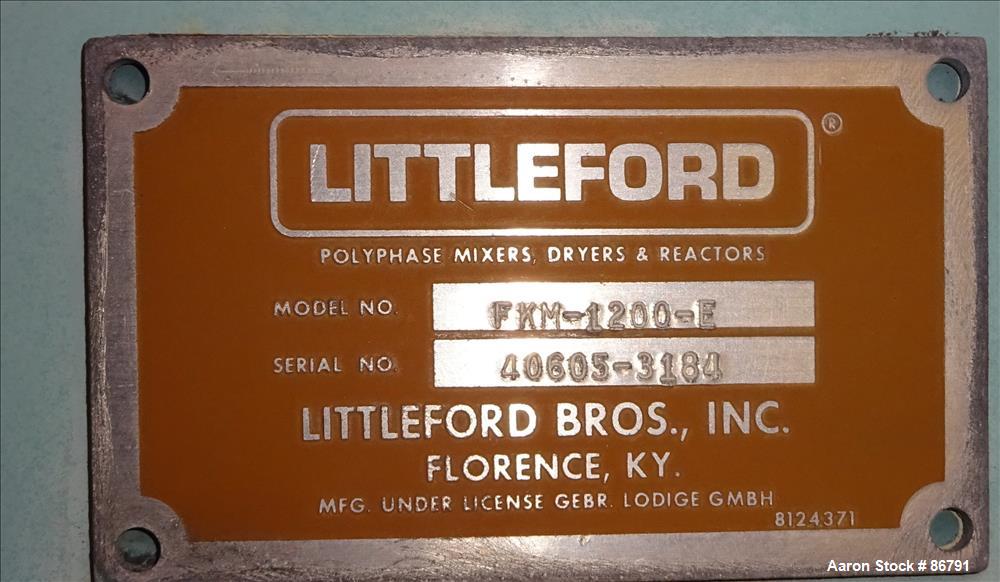 LITTLEFORD ®
POLYPHASE MIXERS, DRYERS & REACTORS
MODEL NO. FKM-1200-E
SERIAL NO. 40605-3184
LITTLEFORD BROS., INC.
FLORENCE, KY.
MFG. UNDER LICENSE GEBR. LODIGE GMBH
8124371
Aaron Stock # 86791